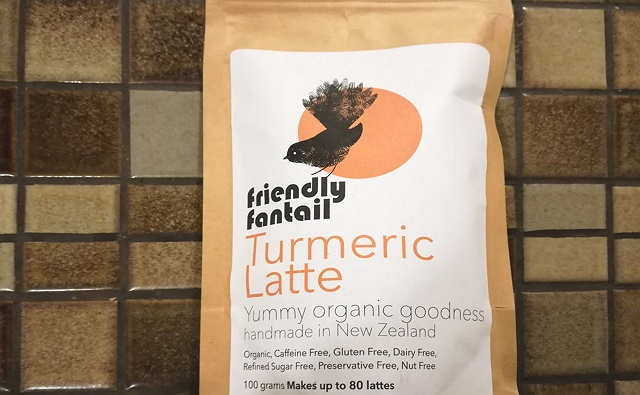 friendly
fantail
Turmeric
Latte
Yummy organic goodness
handmade in New Zealand
Organic, Caffeine Free, Gluten Free, Dairy Free,
Refined Sugar Free, Preservative Free, Nut Free
100 grams Makes up to 80 lattes